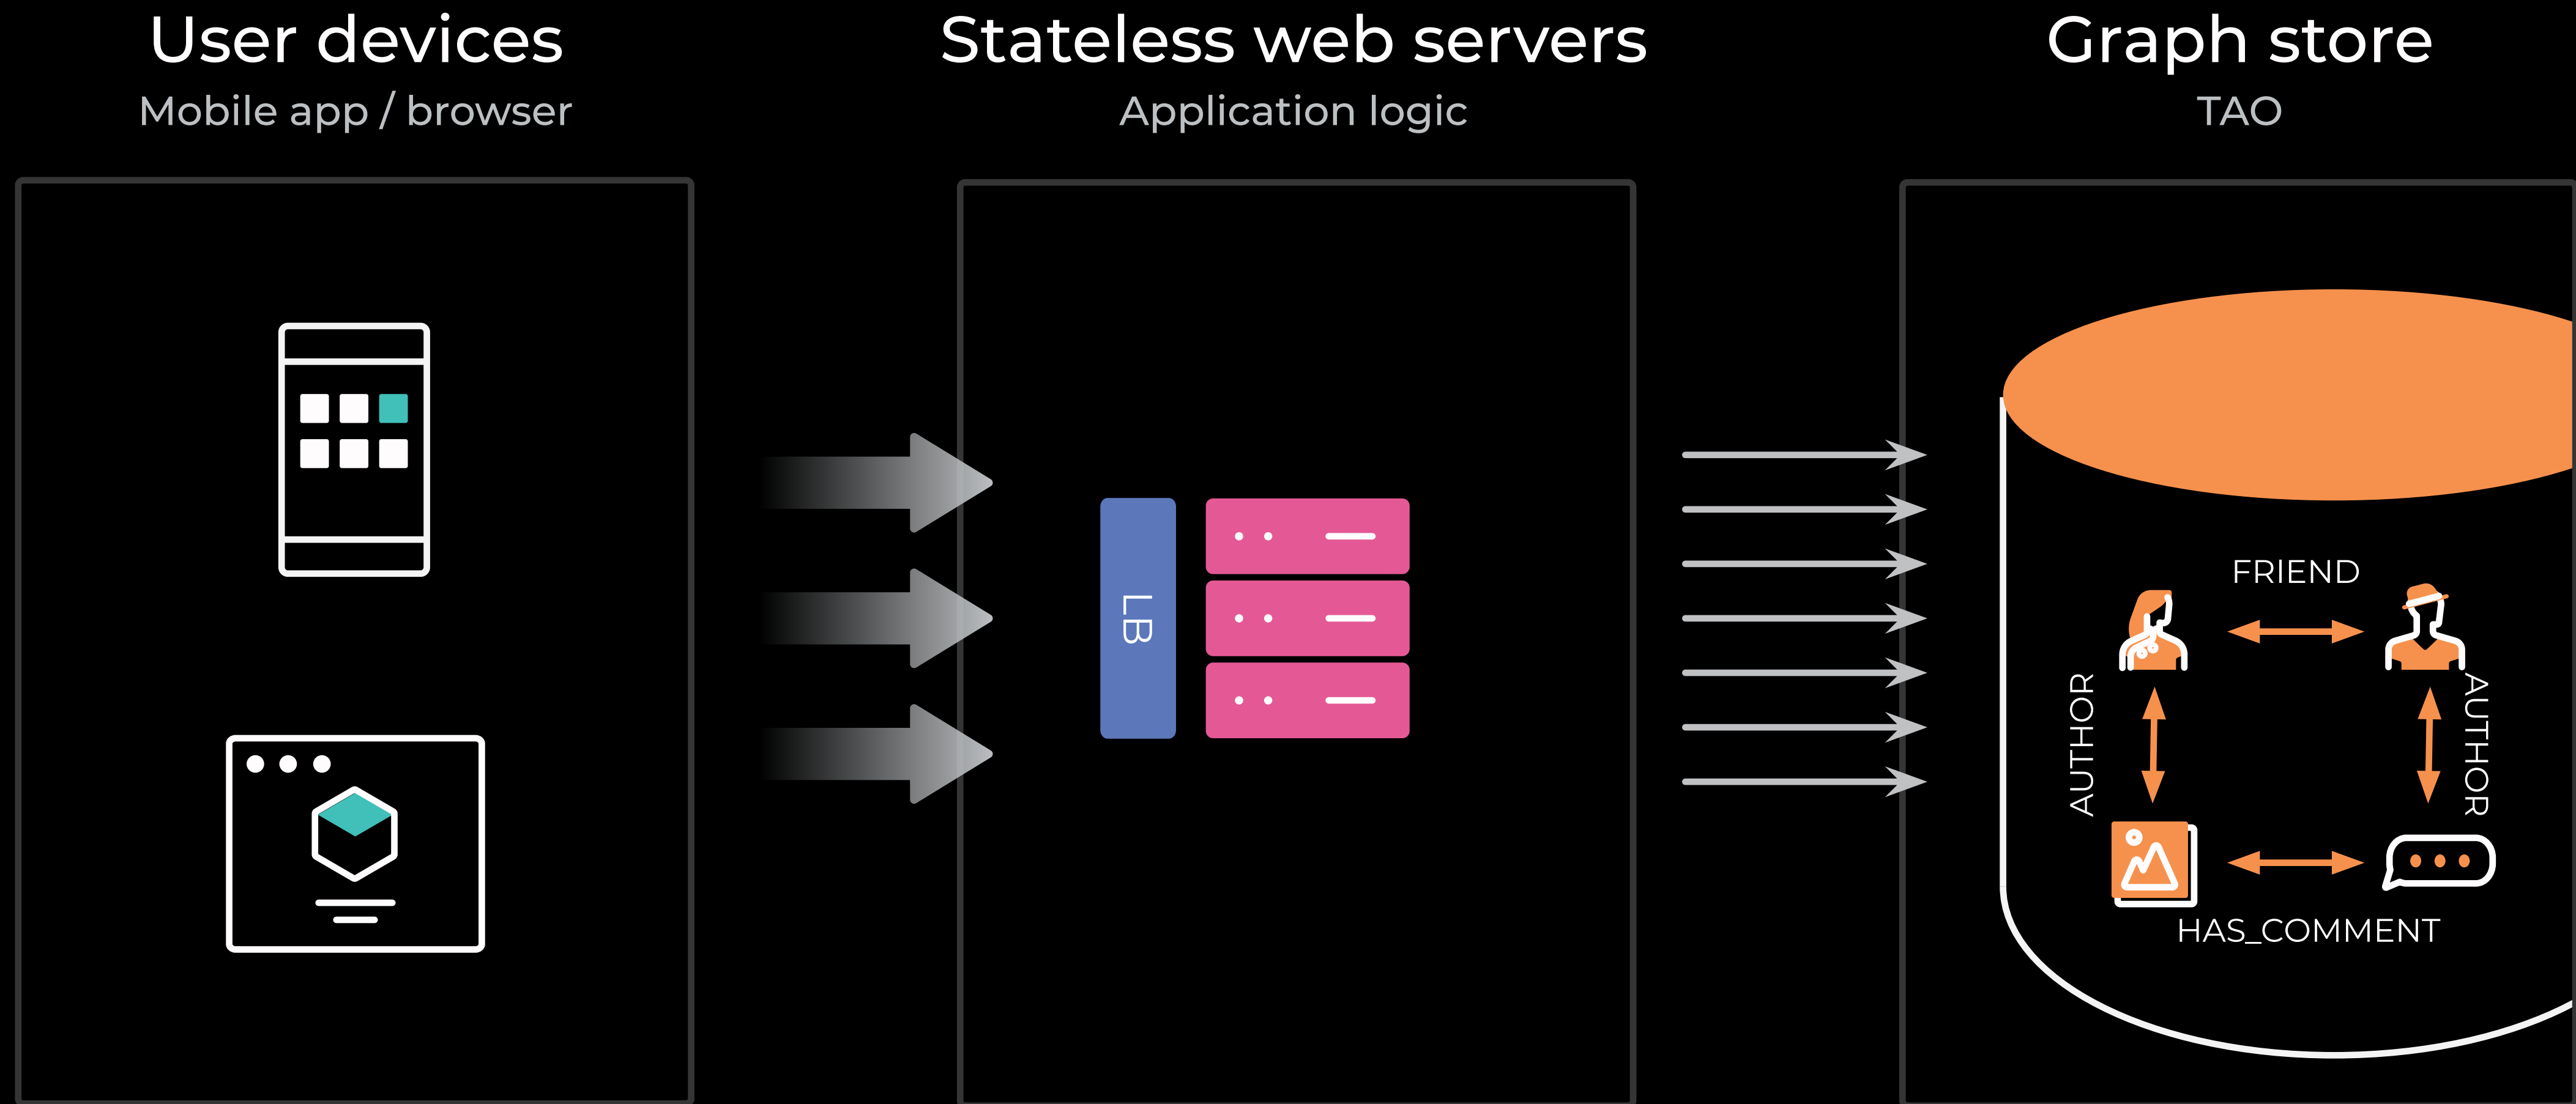 User devices
Mobile app / browser
Stateless web servers
Application logic
Graph store
TAO
LB
FRIEND
AUTHOR
AUTHOR
HAS_COMMENT